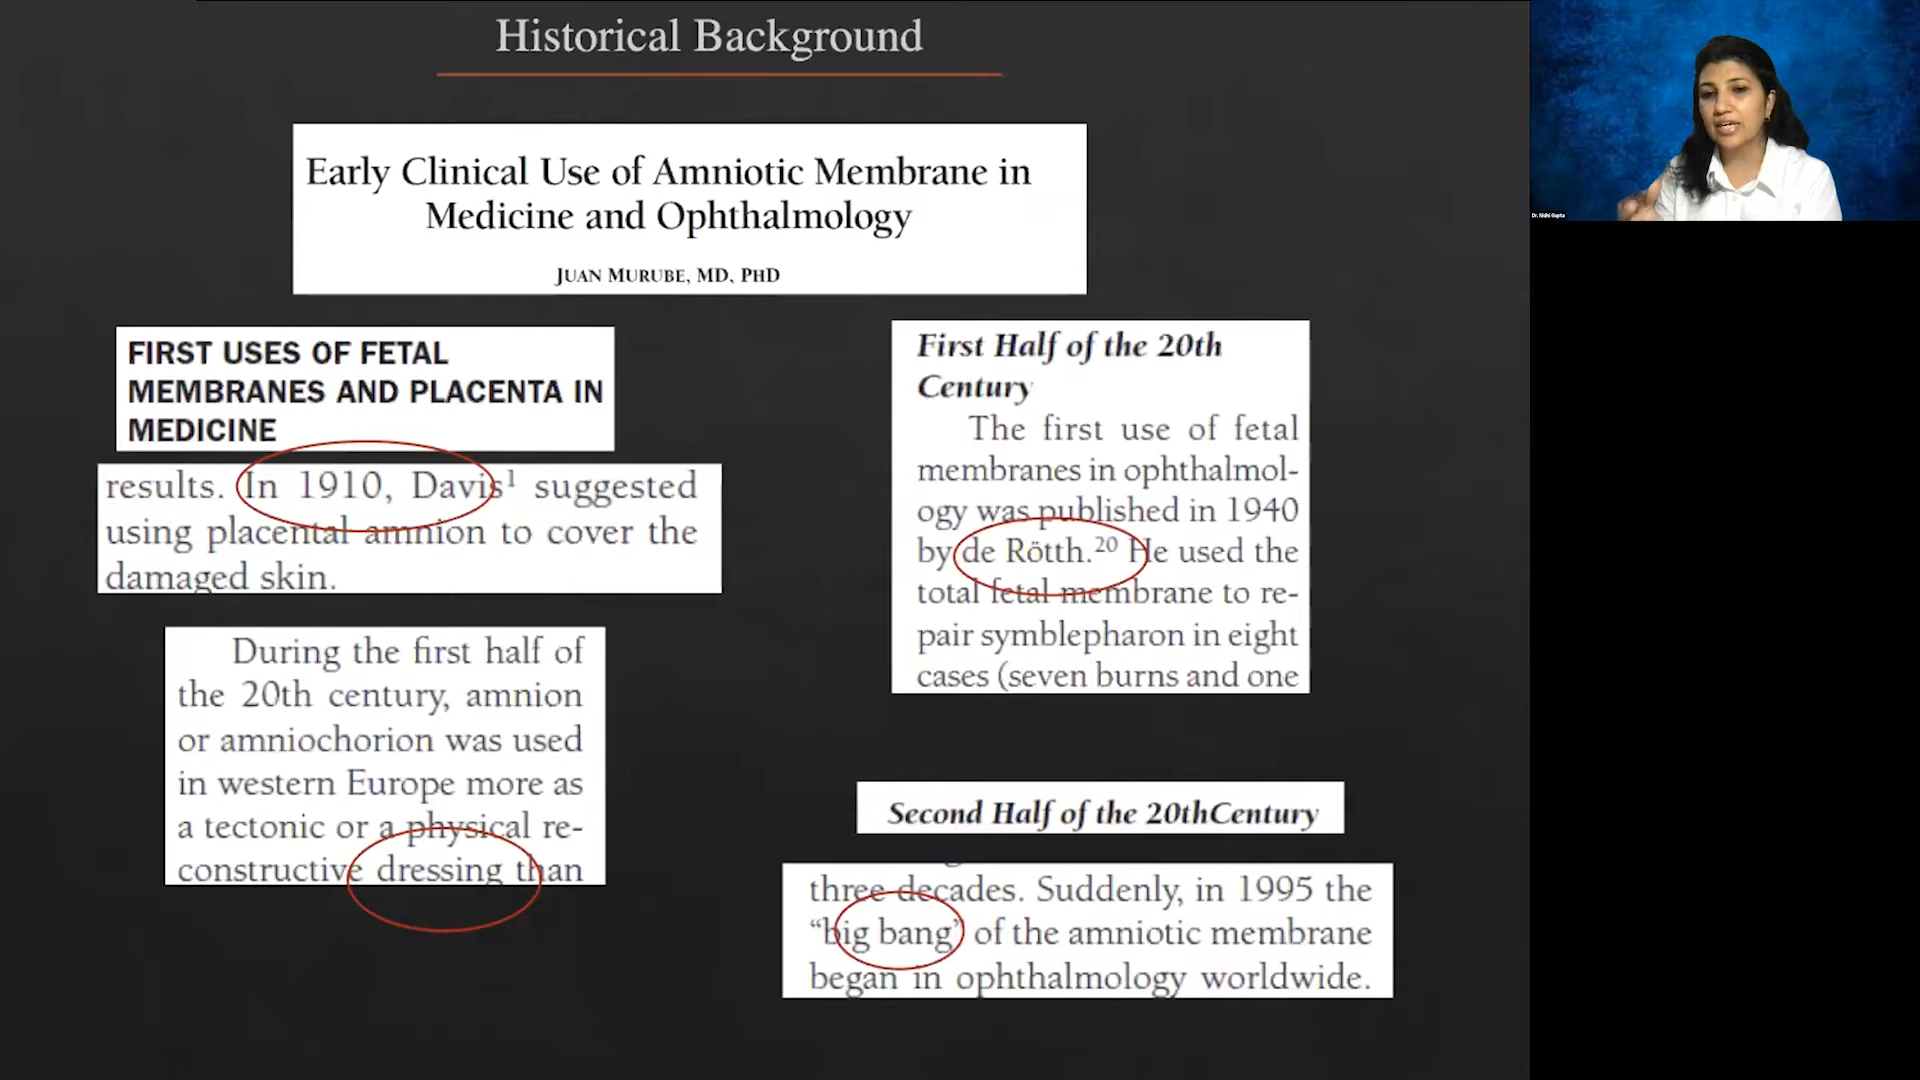 Historical Background
Early Clinical Use of Amniotic Membrane in
Medicine and Ophthalmology
JUAN MURUBE, MD, PHD
FIRST USES OF FETAL
MEMBRANES AND PLACENTA IN
MEDICINE
results. In 1910, Davis¹ suggested
using placental amnion to cover the
damaged skin.
During the first half of
the 20th century, amnion
or amniochorion was used
in western Europe more as
a tectonic or a physical re-
constructive dressing than
First Half of the 20th
Century
The first use of fetal
membranes in ophthalmol-
ogy was published in 1940
by de Rötth.²⁰ He used the
total fetal membrane to re-
pair symblepharon in eight
cases (seven burns and one
Second Half of the 20thCentury
three decades. Suddenly, in 1995 the
“big bang” of the amniotic membrane
began in ophthalmology worldwide.
Dr. Nidhi Gupta